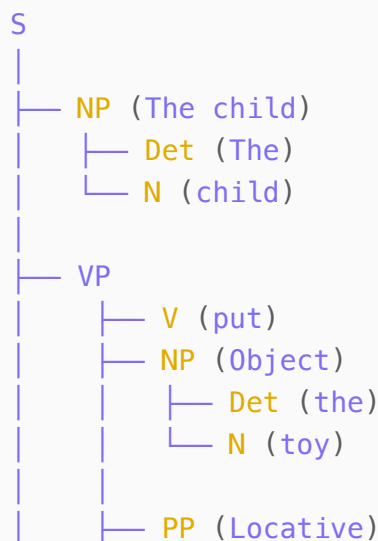 S
│
├── NP (The child)
│   ├── Det (The)
│   └── N (child)
│
├── VP
│    ├── V (put)
│    ├── NP (Object)
│    │   ├── Det (the)
│    │   └── N (toy)
│    │
│    ├── PP (Locative)